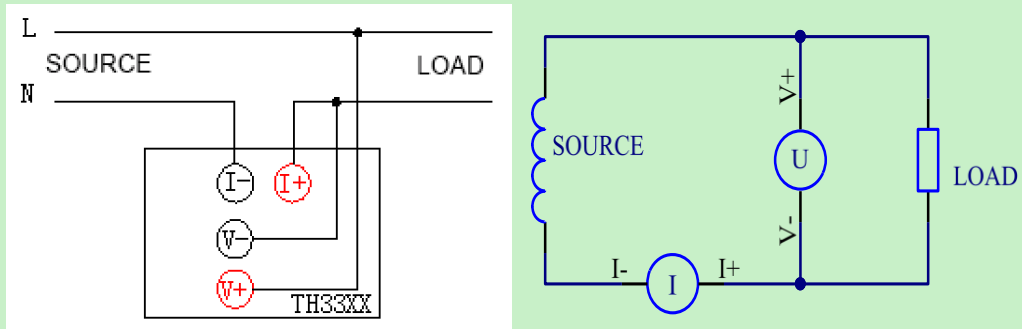 L
SOURCE
LOAD
N
I-
I+
V-
V+
TH33XX
V+
SOURCE
U
LOAD
V-
I-
I
I+